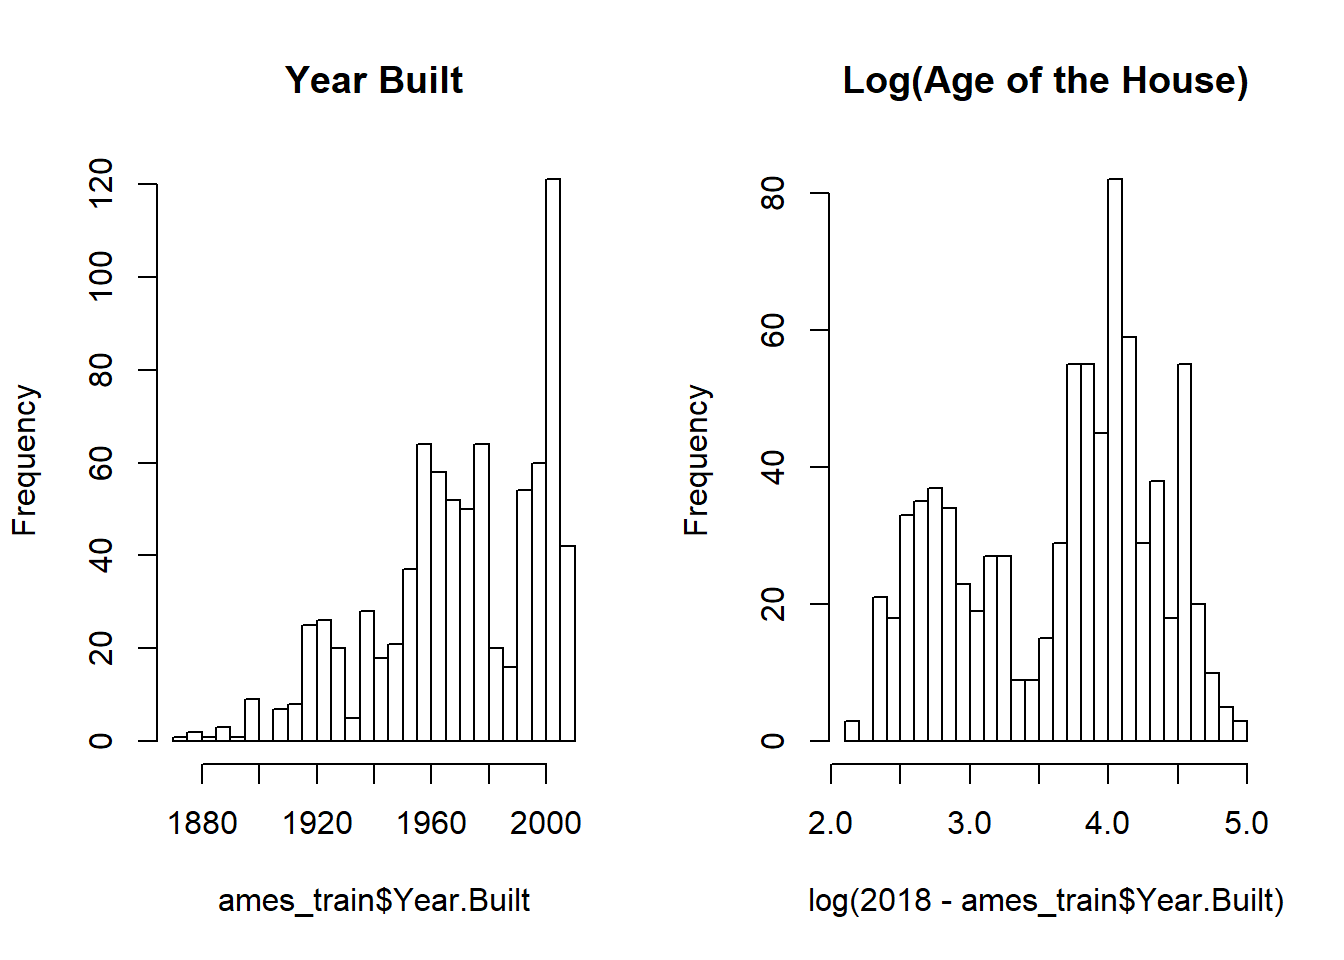 Year Built
Frequency
120
100
80
60
40
20
0
1880 1920 1960 2000
ames_train$Year.Built
Log(Age of the House)
Frequency
80
60
40
20
0
2.0 3.0 4.0 5.0
log(2018 - ames_train$Year.Built)